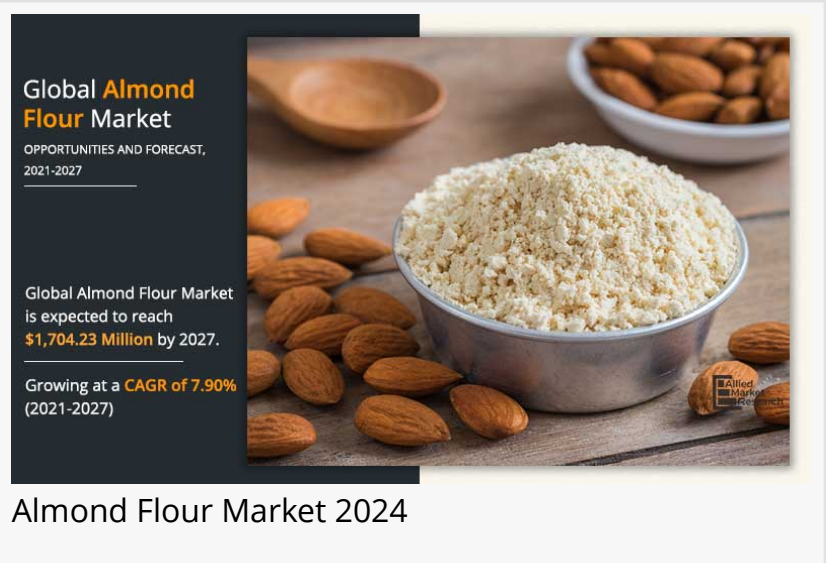 Global Almond
Flour Market
OPPORTUNITIES AND FORECAST,
2021-2027
Global Almond Flour Market
is expected to reach
$1,704.23 Million by 2027.
Growing at a CAGR of 7.90%
(2021-2027)
Allied
Market
Research
Almond Flour Market 2024